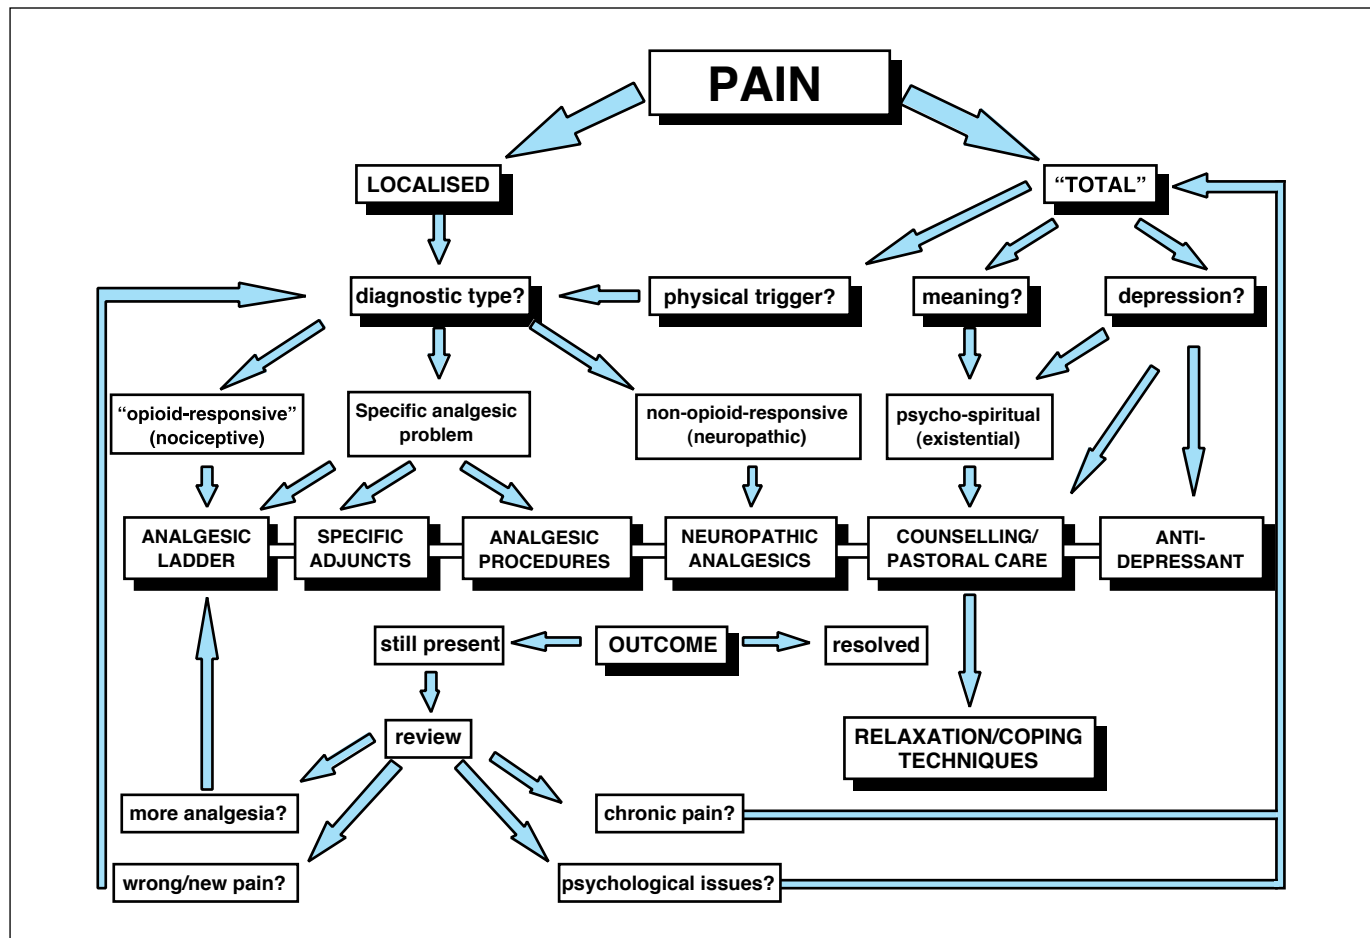 PAIN
LOCALISED
“TOTAL”
diagnostic type?
physical trigger?
meaning?
depression?
“opioid-responsive”
(nociceptive)
Specific analgesic
problem
non-opioid-responsive
(neuropathic)
psycho-spiritual
(existential)
ANALGESIC
LADDER
SPECIFIC
ADJUNCTS
ANALGESIC
PROCEDURES
NEUROPATHIC
ANALGESICS
COUNSELLING/
PASTORAL CARE
ANTI-
DEPRESSANT
still present
OUTCOME
resolved
review
RELAXATION/COPING
TECHNIQUES
more analgesia?
chronic pain?
wrong/new pain?
psychological issues?